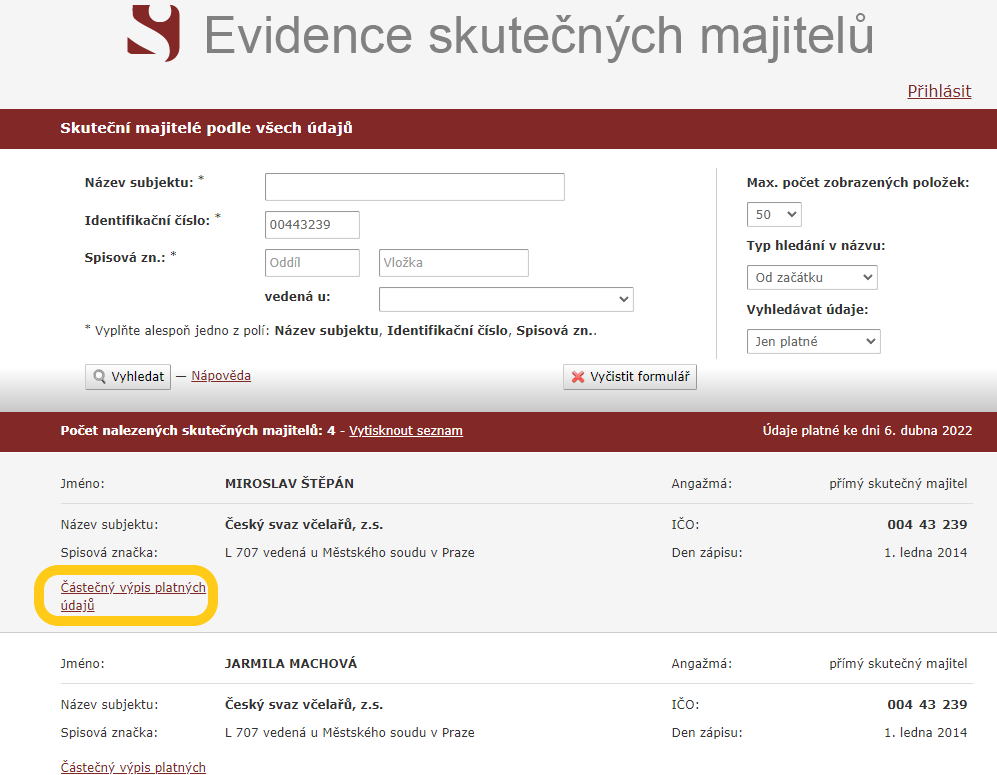 Evidence skutečných majitelů
Přihlásit
Skuteční majitelé podle všech údajů
Název subjektu: *
Identifikační číslo: * 00443239
Spisová zn.: * Oddíl Vložka
vedená u:
* Vyplňte alespoň jedno z polí: Název subjektu, Identifikační číslo, Spisová zn..
Vyhledat — Nápověda Vyčistit formulář
Max. počet zobrazených položek:
50
Typ hledání v názvu:
Od začátku
Vyhledávat údaje:
Jen platné
Počet nalezených skutečných majitelů: 4 - Vytisknout seznam Údaje platné ke dni 6. dubna 2022
Jméno: MIROSLAV ŠTĚPÁN Angažmá: přímý skutečný majitel
Název subjektu: Český svaz včelařů, z.s. IČO: 004 43 239
Spisová značka: L 707 vedená u Městského soudu v Praze Den zápisu: 1. ledna 2014
Částečný výpis platných
údajů
Jméno: JARMILA MACHOVÁ Angažmá: přímý skutečný majitel
Název subjektu: Český svaz včelařů, z.s. IČO: 004 43 239
Spisová značka: L 707 vedená u Městského soudu v Praze Den zápisu: 1. ledna 2014
Částečný výpis platných